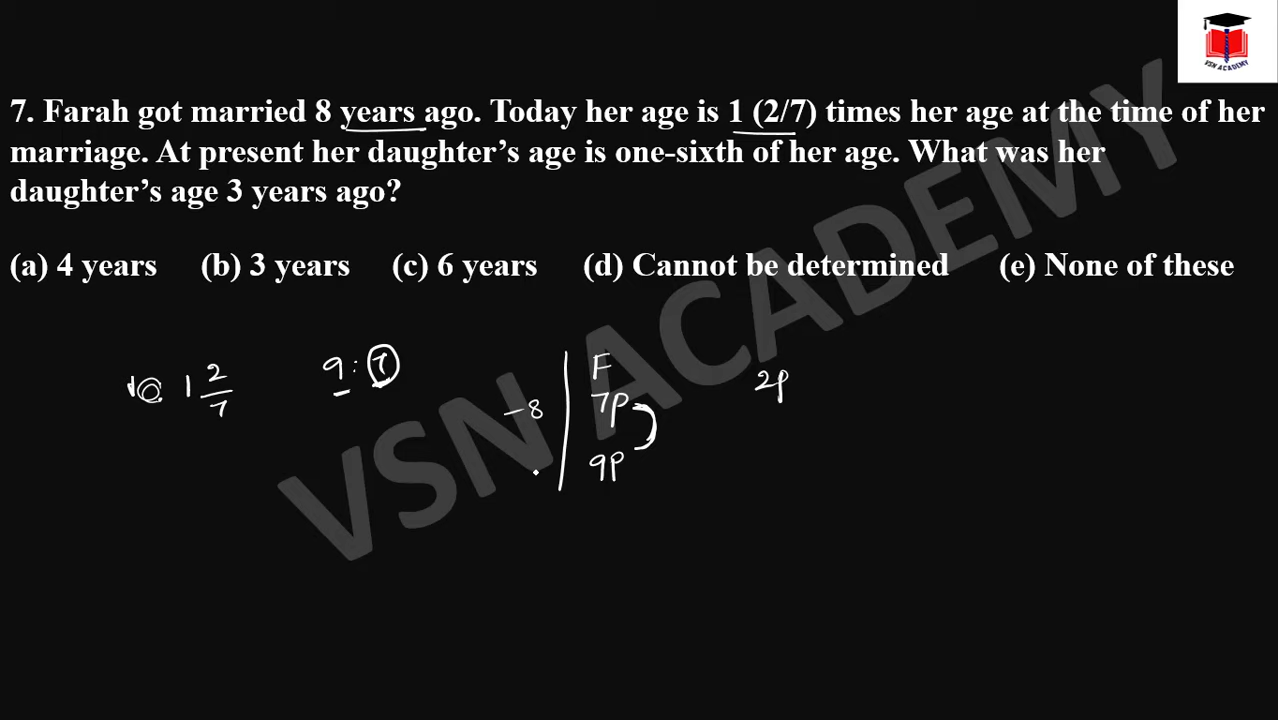 VSN ACADEMY
7. Farah got married 8 years ago. Today her age is 1 (2/7) times her age at the time of her
marriage. At present her daughter’s age is one-sixth of her age. What was her
daughter’s age 3 years ago?
(a) 4 years (b) 3 years (c) 6 years (d) Cannot be determined (e) None of these
1 2/7 9 : 7 F
-8 7p 2p
9p
VSN ACADEMY